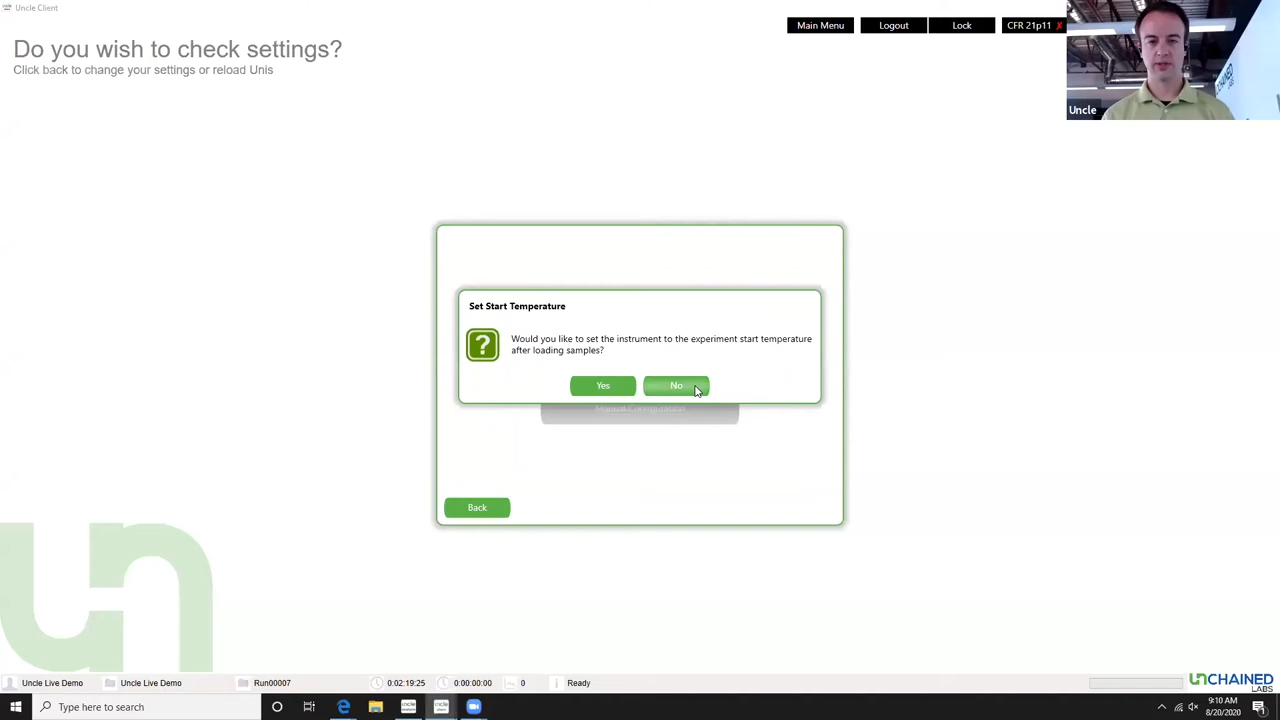 Uncle Client
Main Menu
Logout
Lock
CFR 21p11 ✗
Do you wish to check settings?
Click back to change your settings or reload Unis
Uncle
Set Start Temperature
?
Would you like to set the instrument to the experiment start temperature
after loading samples?
Yes
No
Manual Configuration
Back
un
Uncle Live Demo
Uncle Live Demo
Run00007
0:02:19:25
0:00:00:00
0
Ready
UNCHAINED
LABS
Type here to search
9:10 AM
8/20/2020